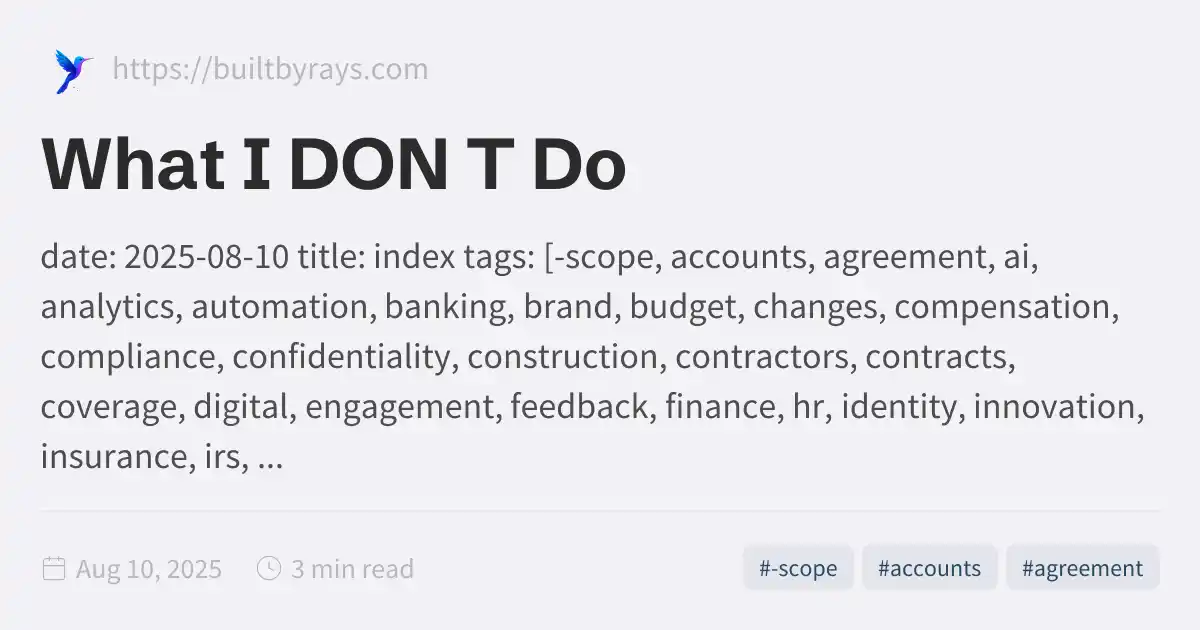 https://builtbyrays.com
What I DON T Do
date: 2025-08-10 title: index tags: [-scope, accounts, agreement, ai,
analytics, automation, banking, brand, budget, changes, compensation,
compliance, confidentiality, construction, contractors, contracts,
coverage, digital, engagement, feedback, finance, hr, identity, innovation,
insurance, irs, ...
Aug 10, 2025 3 min read #-scope #accounts #agreement